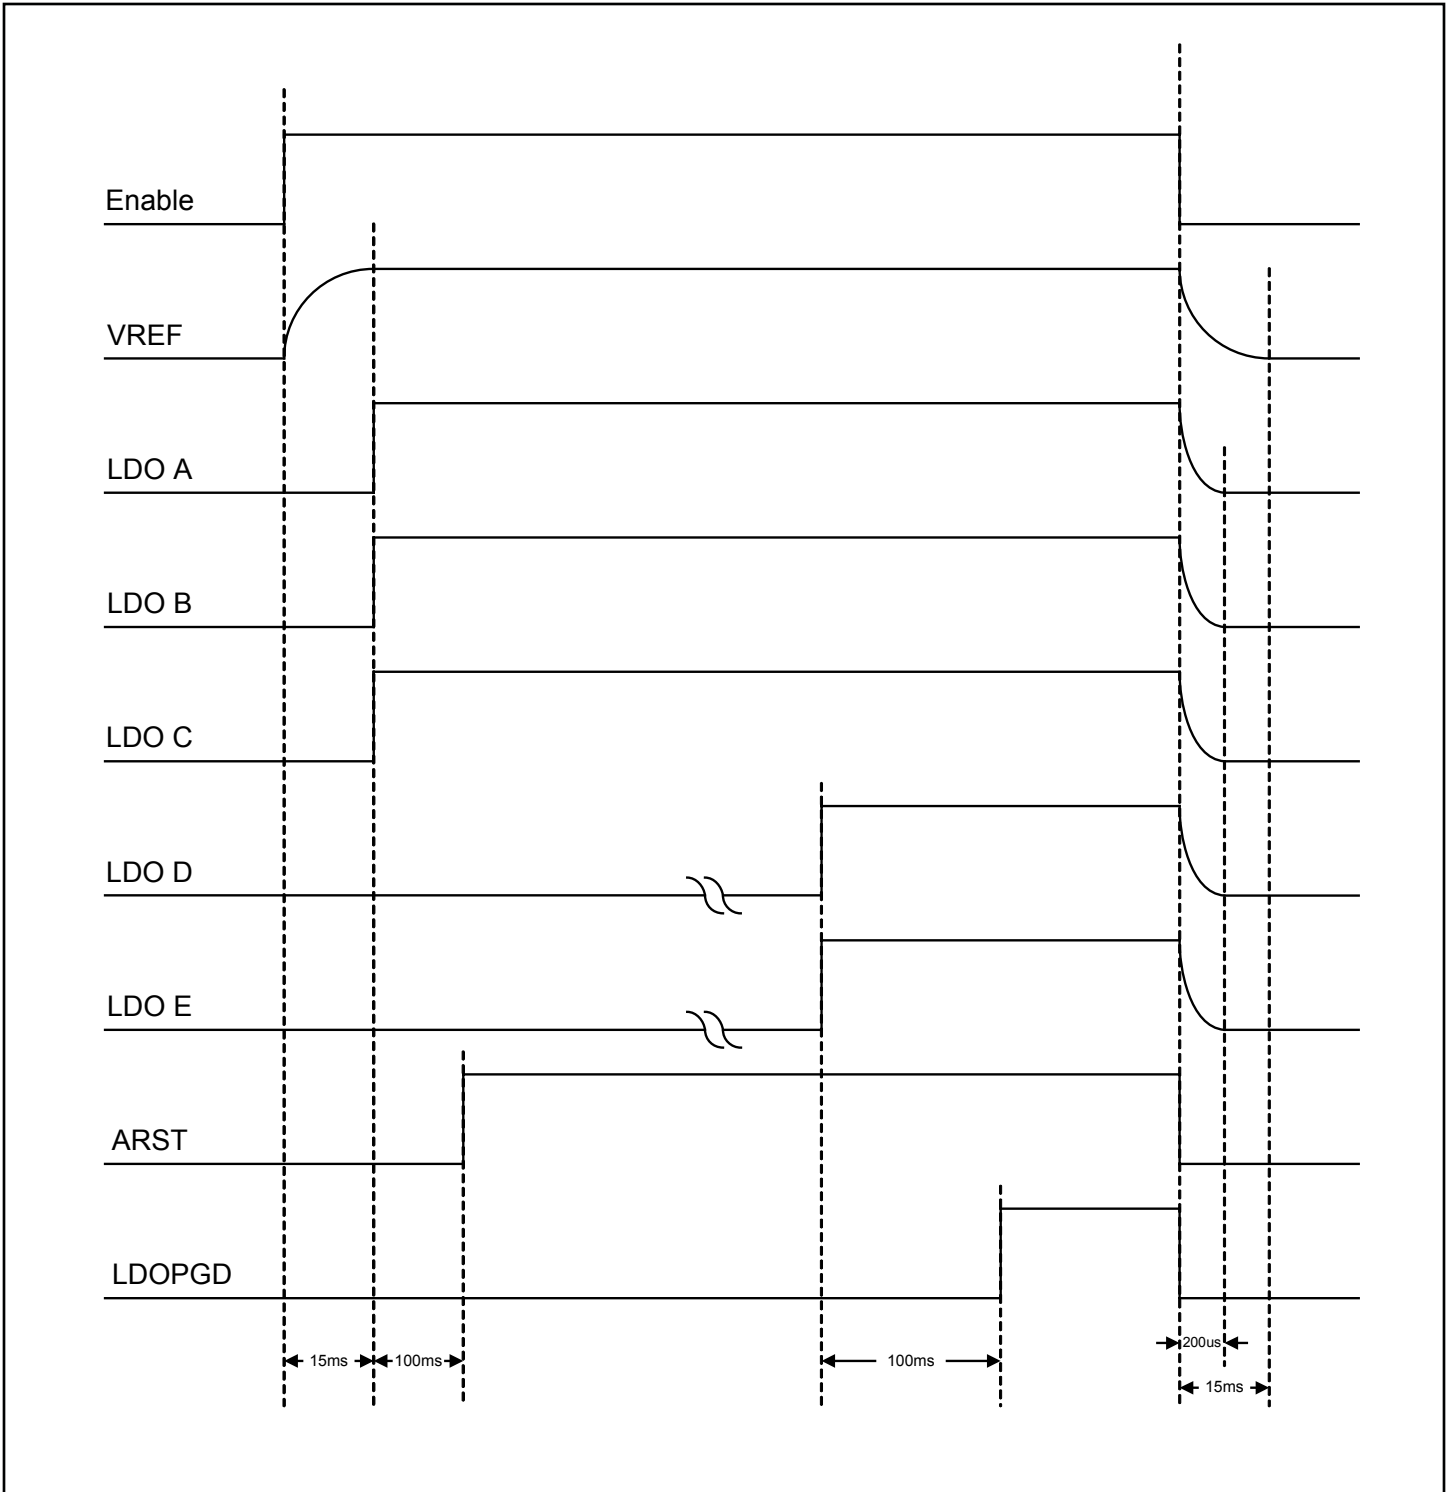 Enable
VREF
LDO A
LDO B
LDO C
LDO D
LDO E
ARST
LDOPGD
200us
15ms
100ms
100ms
15ms